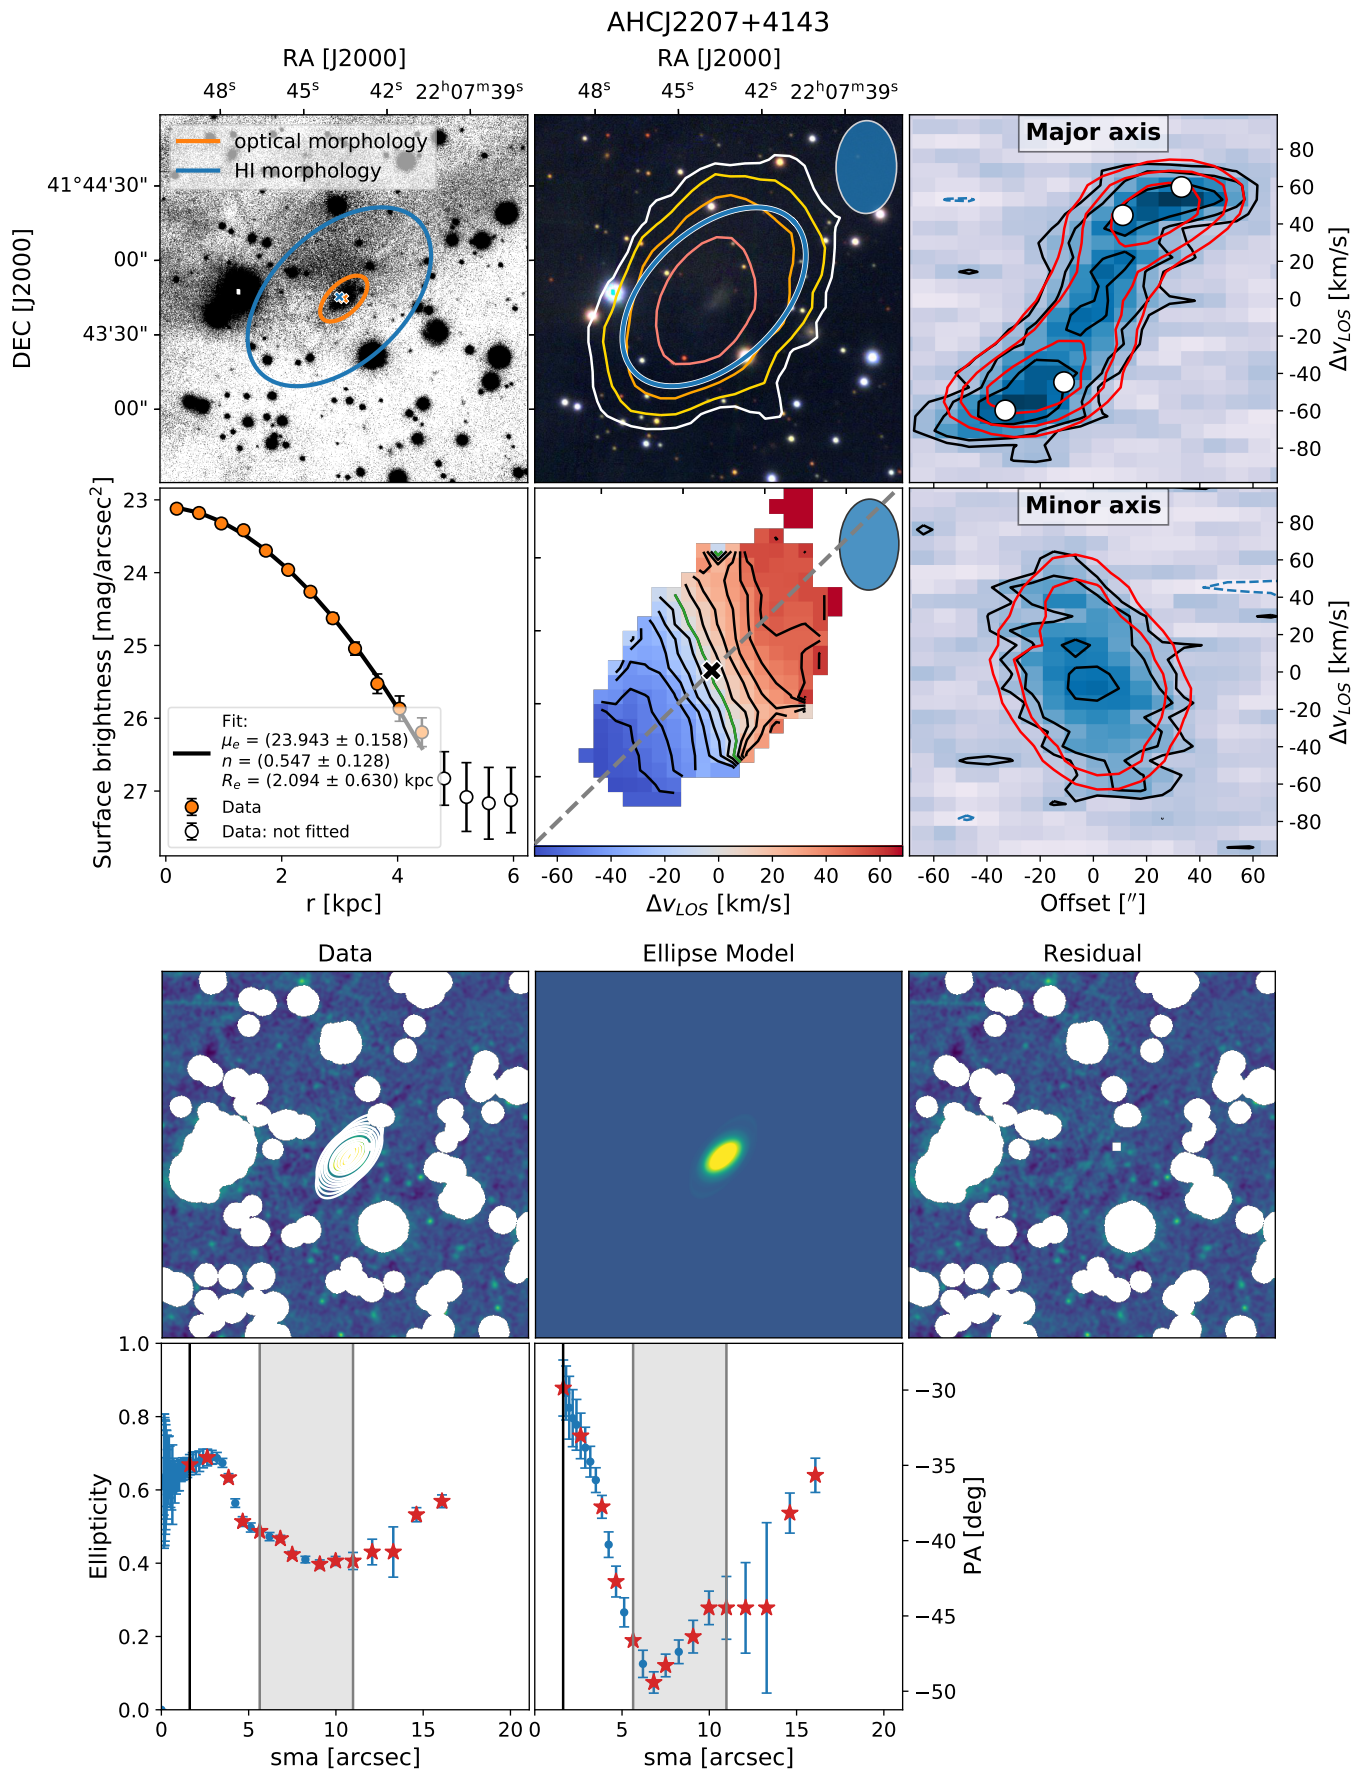 AHCJ2207+4143
RA [J2000]
RA [J2000]
48s 45s 42s 22h07m39s
48s 45s 42s 22h07m39s
optical morphology
HI morphology
Major axis
DEC [J2000]
41°44'30"
00"
43'30"
00"
80
60
40
20
0
-20
-40
-60
-80
ΔvLOS [km/s]
Surface brightness [mag/arcsec2]
23
24
25
26
27
Fit:
μe = (23.943 ± 0.158)
n = (0.547 ± 0.128)
Re = (2.094 ± 0.630) kpc
Data
Data: not fitted
0 2 4 6
r [kpc]
-60 -40 -20 0 20 40 60
ΔvLOS [km/s]
Minor axis
80
60
40
20
0
-20
-40
-60
-80
ΔvLOS [km/s]
-60 -40 -20 0 20 40 60
Offset [″]
Data
Ellipse Model
Residual
Ellipticity
1.0
0.8
0.6
0.4
0.2
0.0
0 5 10 15 20
sma [arcsec]
0 5 10 15 20
sma [arcsec]
−30
−35
−40
−45
−50
PA [deg]